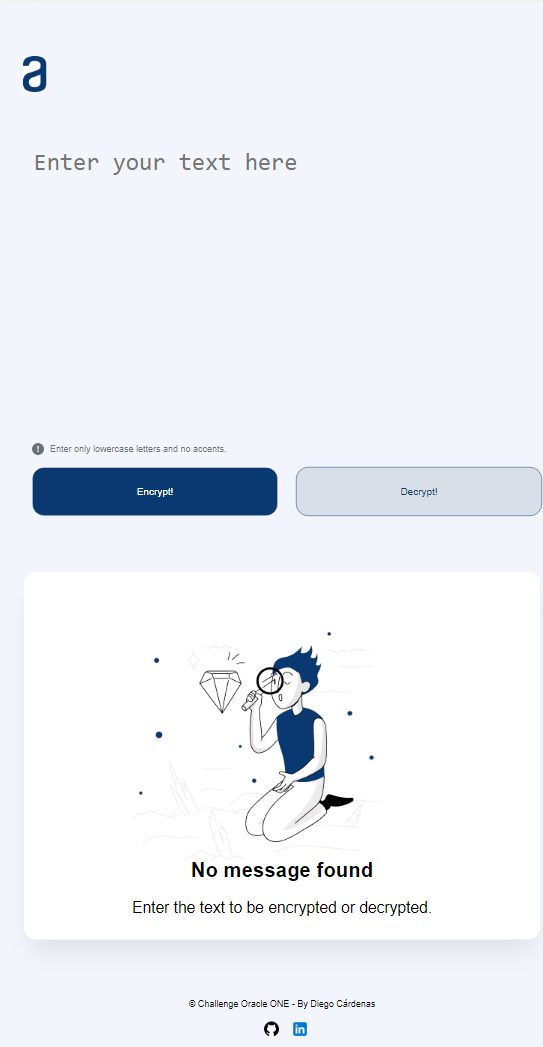 a
Enter your text here
Enter only lowercase letters and no accents.
Encrypt!
Decrypt!
No message found
Enter the text to be encrypted or decrypted.
© Challenge Oracle ONE - By Diego Cárdenas
in